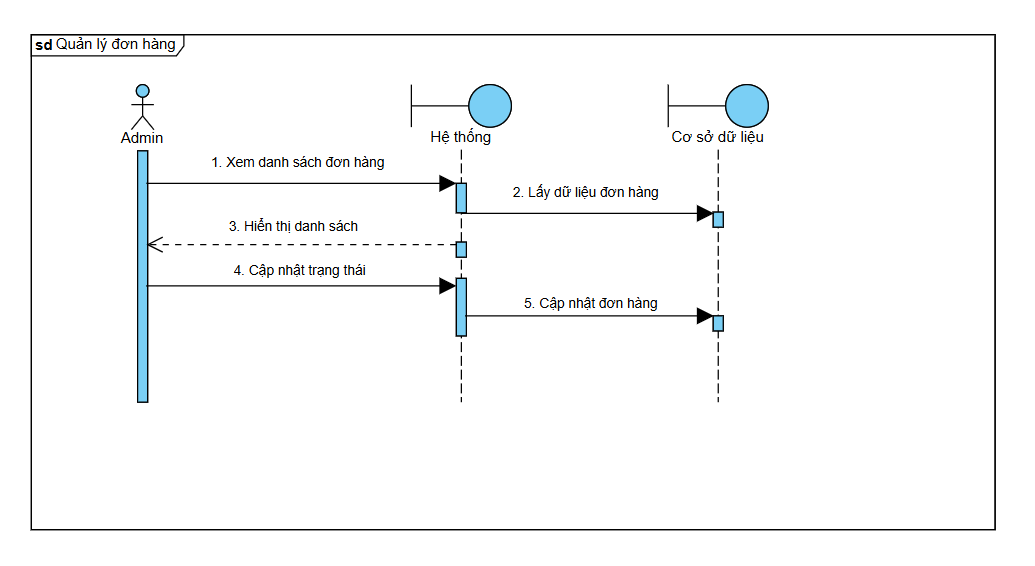 sd Quản lý đơn hàng
Admin
Hệ thống
Cơ sở dữ liệu
1. Xem danh sách đơn hàng
2. Lấy dữ liệu đơn hàng
3. Hiển thị danh sách
4. Cập nhật trạng thái
5. Cập nhật đơn hàng